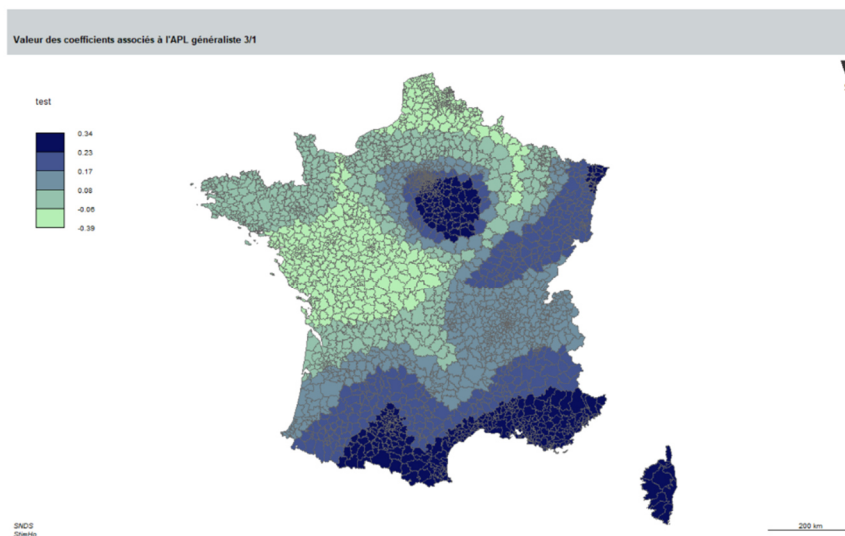 Valeur des coefficients associés à l'APL généraliste 3/1
test
0.34
0.23
0.17
0.08
-0.06
-0.39
SNDS
200 km